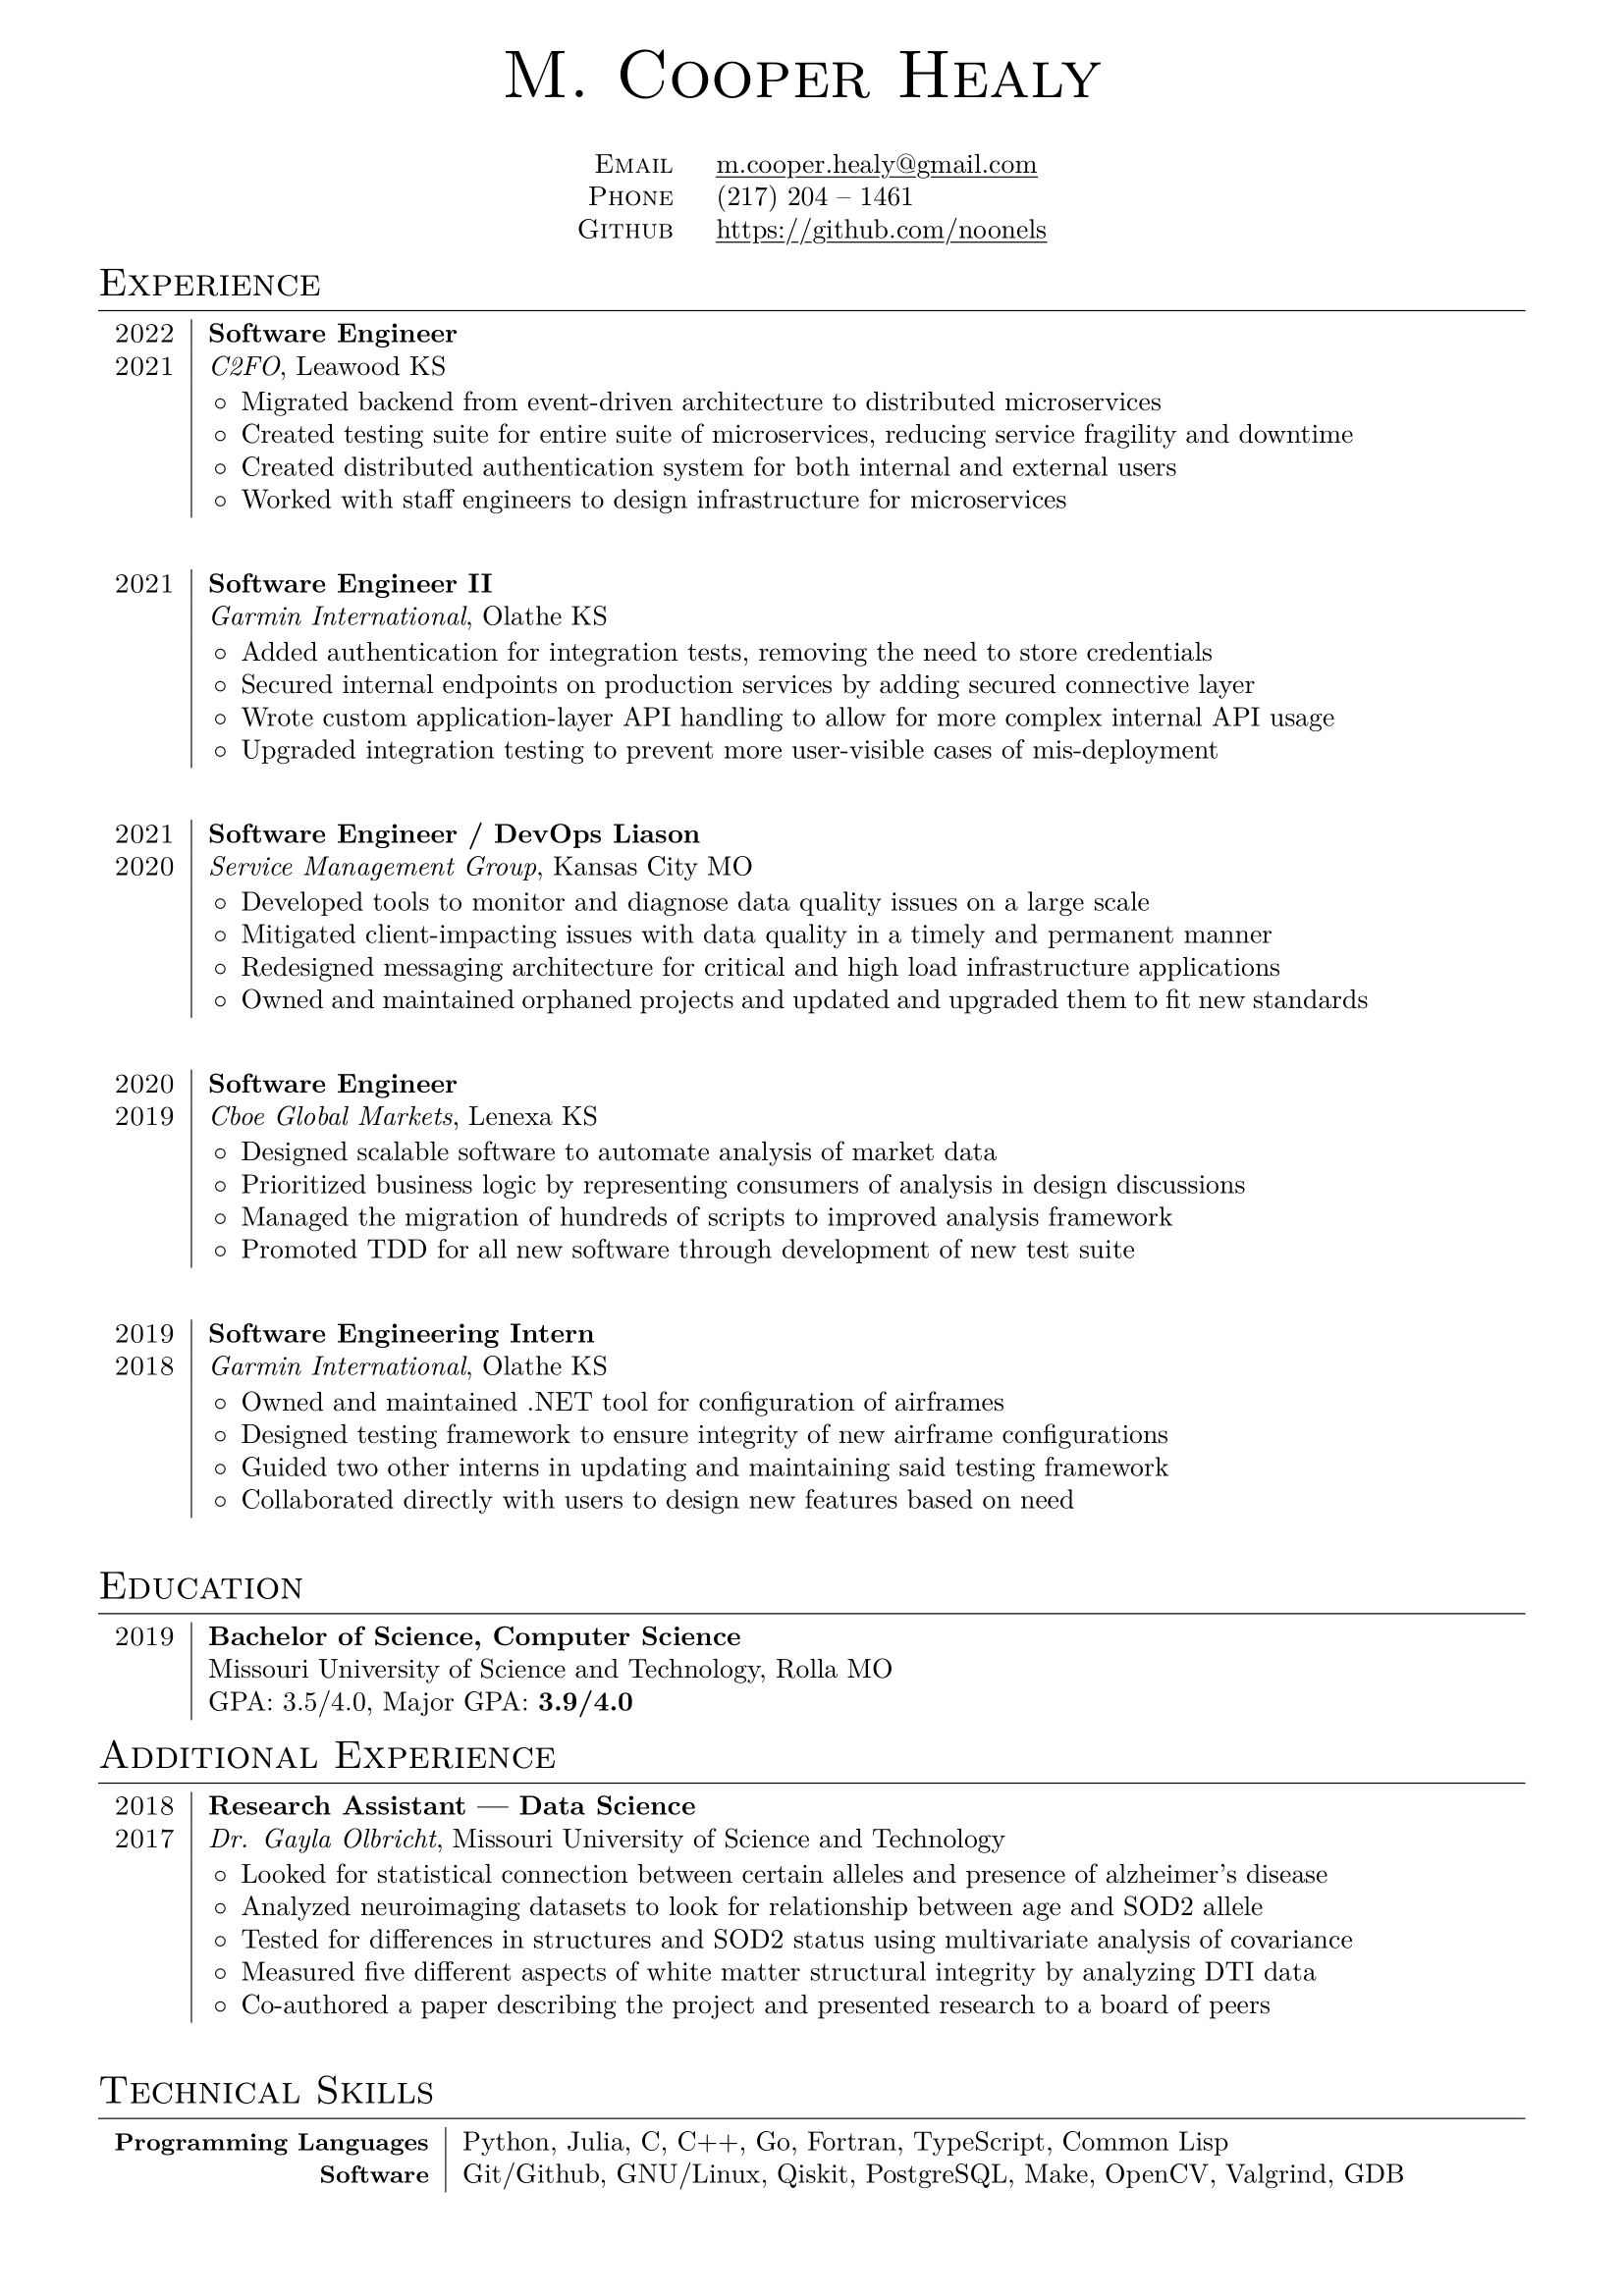 M. Cooper Healy
Email m.cooper.healy@gmail.com
Phone (217) 204 – 1461
Github https://github.com/noonels
Experience
2022 Software Engineer
2021 C2FO, Leawood KS
◦ Migrated backend from event-driven architecture to distributed microservices
◦ Created testing suite for entire suite of microservices, reducing service fragility and downtime
◦ Created distributed authentication system for both internal and external users
◦ Worked with staff engineers to design infrastructure for microservices
2021 Software Engineer II
Garmin International, Olathe KS
◦ Added authentication for integration tests, removing the need to store credentials
◦ Secured internal endpoints on production services by adding secured connective layer
◦ Wrote custom application-layer API handling to allow for more complex internal API usage
◦ Upgraded integration testing to prevent more user-visible cases of mis-deployment
2021 Software Engineer / DevOps Liason
2020 Service Management Group, Kansas City MO
◦ Developed tools to monitor and diagnose data quality issues on a large scale
◦ Mitigated client-impacting issues with data quality in a timely and permanent manner
◦ Redesigned messaging architecture for critical and high load infrastructure applications
◦ Owned and maintained orphaned projects and updated and upgraded them to fit new standards
2020 Software Engineer
2019 Cboe Global Markets, Lenexa KS
◦ Designed scalable software to automate analysis of market data
◦ Prioritized business logic by representing consumers of analysis in design discussions
◦ Managed the migration of hundreds of scripts to improved analysis framework
◦ Promoted TDD for all new software through development of new test suite
2019 Software Engineering Intern
2018 Garmin International, Olathe KS
◦ Owned and maintained .NET tool for configuration of airframes
◦ Designed testing framework to ensure integrity of new airframe configurations
◦ Guided two other interns in updating and maintaining said testing framework
◦ Collaborated directly with users to design new features based on need
Education
2019 Bachelor of Science, Computer Science
Missouri University of Science and Technology, Rolla MO
GPA: 3.5/4.0, Major GPA: 3.9/4.0
Additional Experience
2018 Research Assistant — Data Science
2017 Dr. Gayla Olbricht, Missouri University of Science and Technology
◦ Looked for statistical connection between certain alleles and presence of alzheimer's disease
◦ Analyzed neuroimaging datasets to look for relationship between age and SOD2 allele
◦ Tested for differences in structures and SOD2 status using multivariate analysis of covariance
◦ Measured five different aspects of white matter structural integrity by analyzing DTI data
◦ Co-authored a paper describing the project and presented research to a board of peers
Technical Skills
Programming Languages Python, Julia, C, C++, Go, Fortran, TypeScript, Common Lisp
Software Git/Github, GNU/Linux, Qiskit, PostgreSQL, Make, OpenCV, Valgrind, GDB